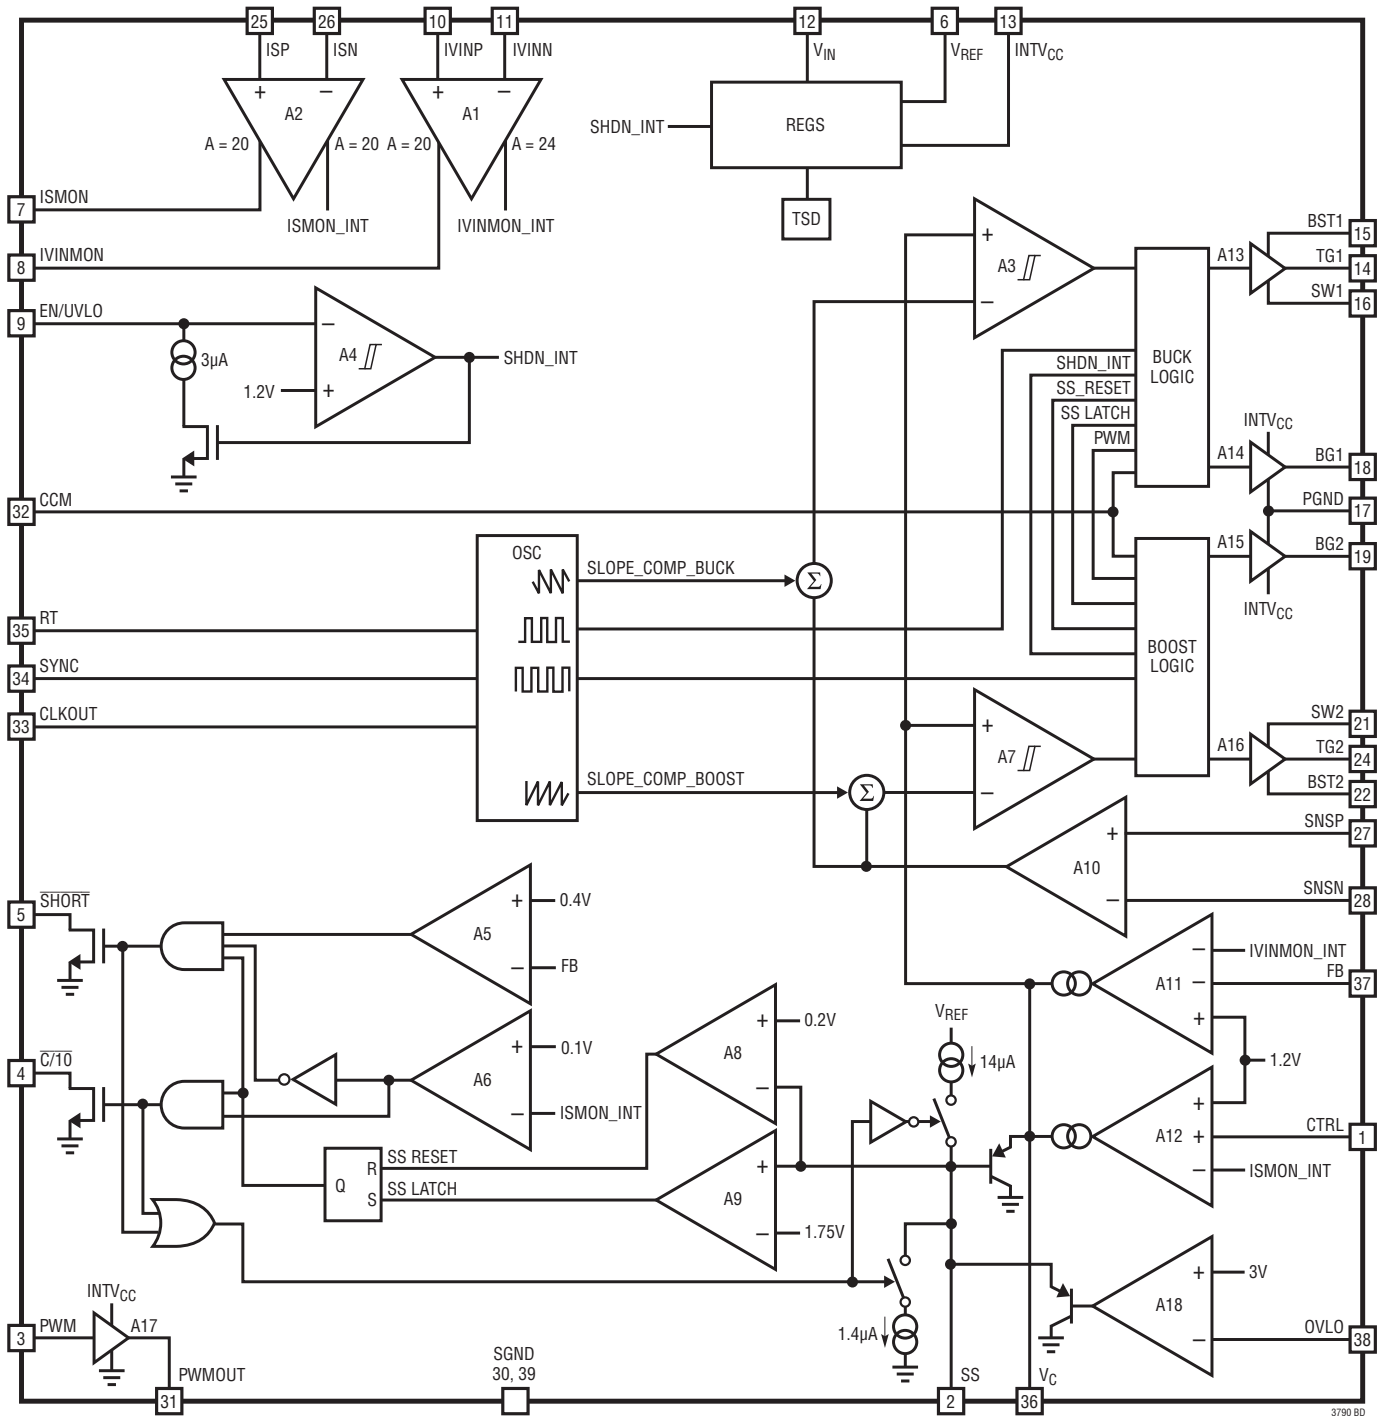 25
26
10
11
12
6
13
ISP
ISN
IVINP
IVINN
VIN
VREF
INTVCC
+
−
A2
+
−
A1
A = 20
A = 20
A = 20
A = 24
SHDN_INT
REGS
TSD
7
ISMON
ISMON_INT
IVINMON_INT
8
IVINMON
9
EN/UVLO
3µA
1.2V
−
A4
+
SHDN_INT
+
A3
−
BUCK
LOGIC
SHDN_INT
SS_RESET
SS LATCH
PWM
A13
BST1
15
TG1
14
SW1
16
INTVCC
A14
BG1
18
PGND
17
A15
BG2
19
INTVCC
32
CCM
OSC
SLOPE_COMP_BUCK
Σ
35
RT
34
SYNC
33
CLKOUT
BOOST
LOGIC
+
A7
−
SLOPE_COMP_BOOST
Σ
A16
SW2
21
TG2
24
BST2
22
+
A10
−
SNSP
27
SNSN
28
5
SHORT
+
0.4V
A5
−
FB
4
C/10
+
0.1V
A6
−
ISMON_INT
+
0.2V
A8
−
VREF
14µA
−
IVINMON_INT
A11
−
FB
37
+
1.2V
+
A12
+
CTRL
1
−
ISMON_INT
Q
R
S
SS RESET
SS LATCH
+
A9
−
1.75V
1.4µA
+
3V
A18
−
OVLO
38
INTVCC
3
PWM
A17
31
PWMOUT
SGND
30, 39
2
SS
36
VC
3790 BD